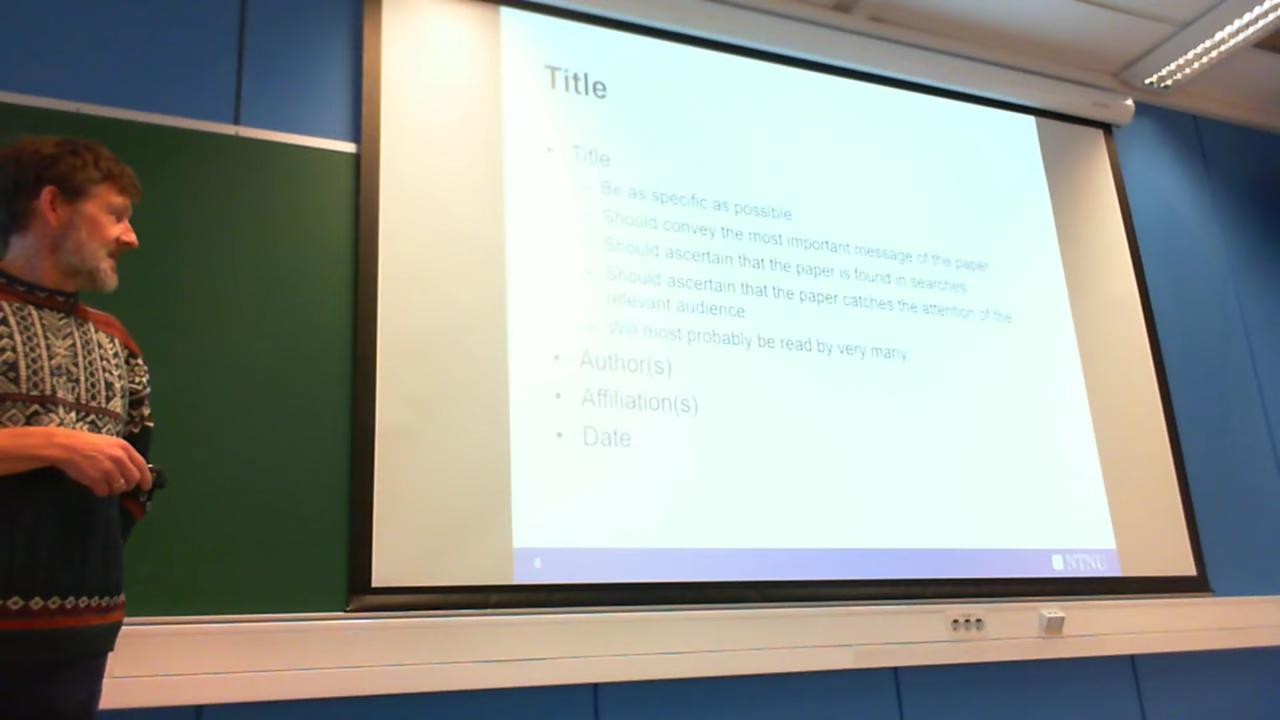 Title
• Title
– Be as specific as possible
– Should convey the most important message of the paper
– Should ascertain that the paper is found in searches
– Should ascertain that the paper catches the attention of the
relevant audience
– Will most probably be read by very many
• Author(s)
• Affiliation(s)
• Date
6
NTNU